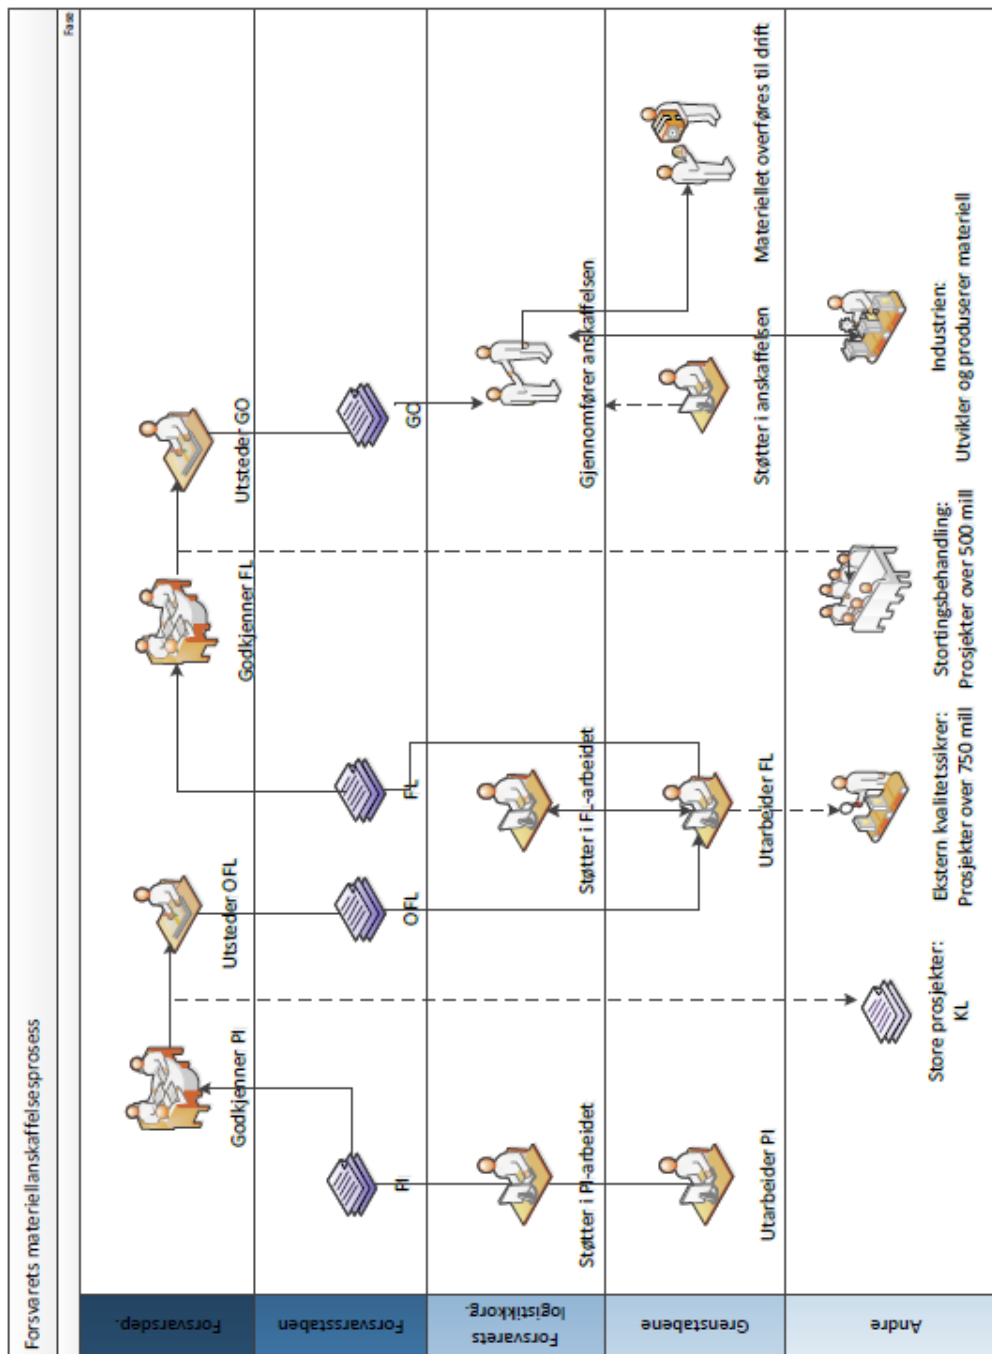 Forsvarets materiellanskaffelsesprosess
Fase
Forsvarsdep.
Godkjenner PI
Utsteder OFL
Godkjenner FL
Utsteder GO
Forsvarsstaben
PI
OFL
FL
GO
Forsvarets
logistikkorg.
Støtter i PI-arbeidet
Støtter i FL-arbeidet
Gjennomfører anskaffelsen
Grenstabene
Utarbeider PI
Utarbeider FL
Støtter i anskaffelsen
Materiellet overføres til drift
Andre
Store prosjekter:
KL
Ekstern kvalitetssikrer:
Prosjekter over 750 mill
Stortingsbehandling:
Prosjekter over 500 mill
Industrien:
Utvikler og produserer materiell